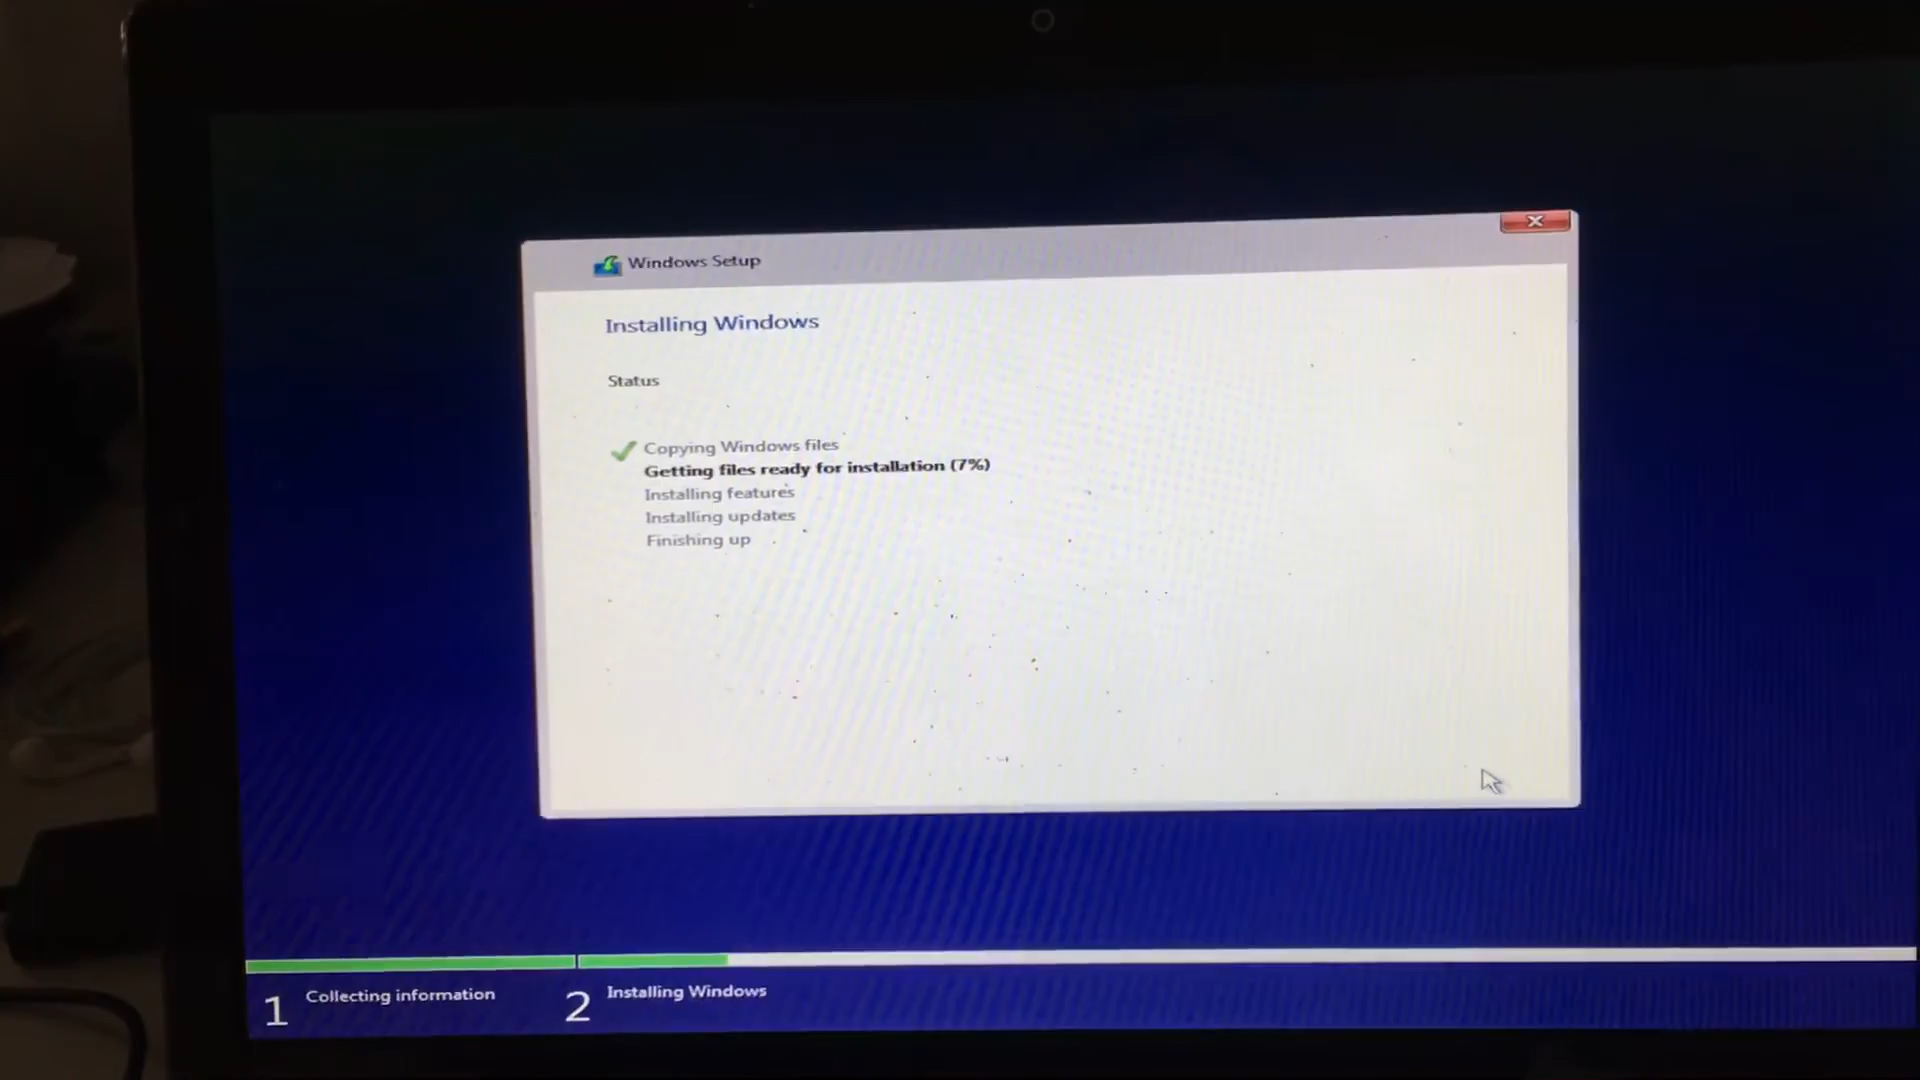 Windows Setup
Installing Windows
Status
Copying Windows files
Getting files ready for installation (7%)
Installing features
Installing updates
Finishing up
1 Collecting information
2 Installing Windows